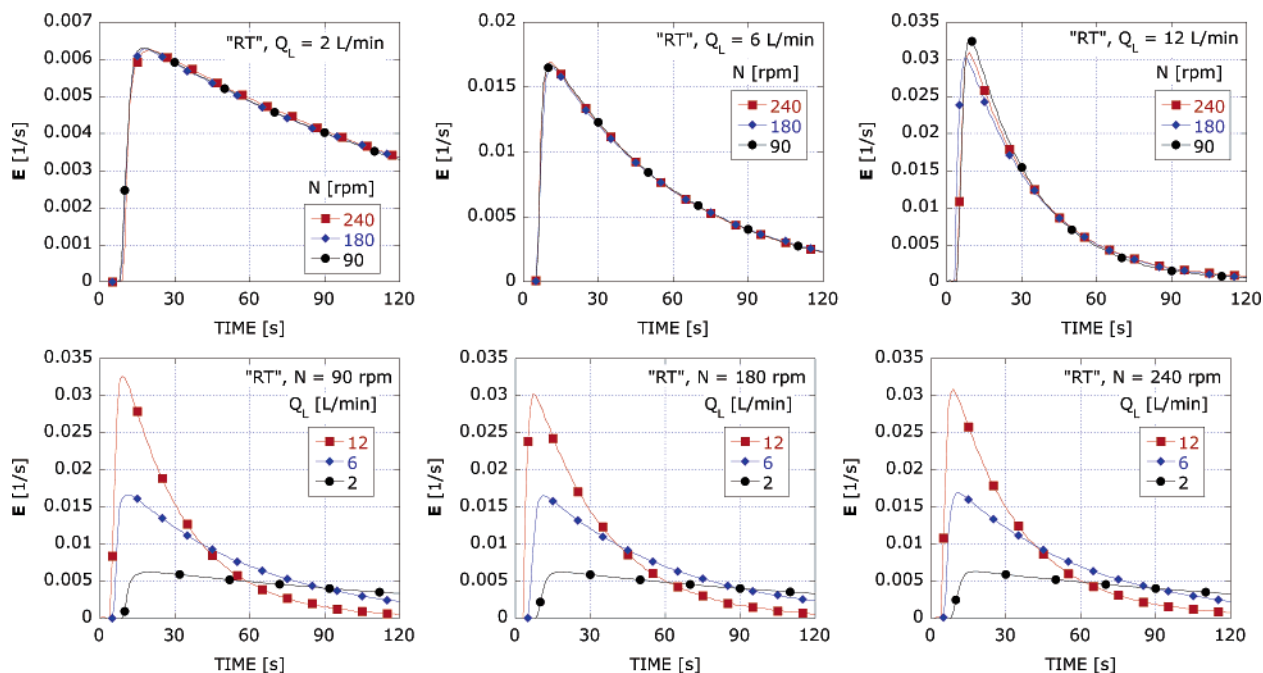 "RT", Q_L = 2 L/min
E [1/s]
0.007
0.006
0.005
0.004
0.003
0.002
0.001
0
N [rpm]
240
180
90
0 30 60 90 120
TIME [s]
"RT", Q_L = 6 L/min
E [1/s]
0.02
0.015
0.01
0.005
0
N [rpm]
240
180
90
0 30 60 90 120
TIME [s]
"RT", Q_L = 12 L/min
E [1/s]
0.035
0.03
0.025
0.02
0.015
0.01
0.005
0
N [rpm]
240
180
90
0 30 60 90 120
TIME [s]
"RT", N = 90 rpm
E [1/s]
0.035
0.03
0.025
0.02
0.015
0.01
0.005
0
Q_L [L/min]
12
6
2
0 30 60 90 120
TIME [s]
"RT", N = 180 rpm
E [1/s]
0.035
0.03
0.025
0.02
0.015
0.01
0.005
0
Q_L [L/min]
12
6
2
0 30 60 90 120
TIME [s]
"RT", N = 240 rpm
E [1/s]
0.035
0.03
0.025
0.02
0.015
0.01
0.005
0
Q_L [L/min]
12
6
2
0 30 60 90 120
TIME [s]